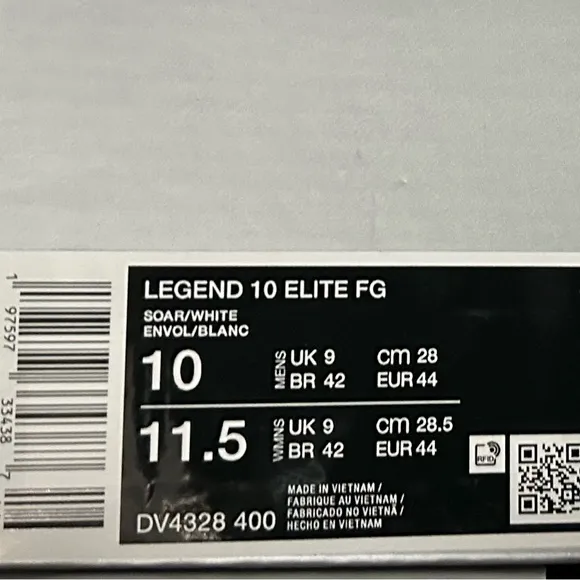 LEGEND 10 ELITE FG
SOAR/WHITE
ENVOL/BLANC
10
MENS
UK 9 cm 28
BR 42 EUR 44
11.5
WMNS
UK 9 cm 28.5
BR 42 EUR 44
RFID
MADE IN VIETNAM /
FABRIQUE AU VIETNAM /
FABRICADO NO VIETNÃ /
HECHO EN VIETNAM
DV4328 400
1 97597 33438 7